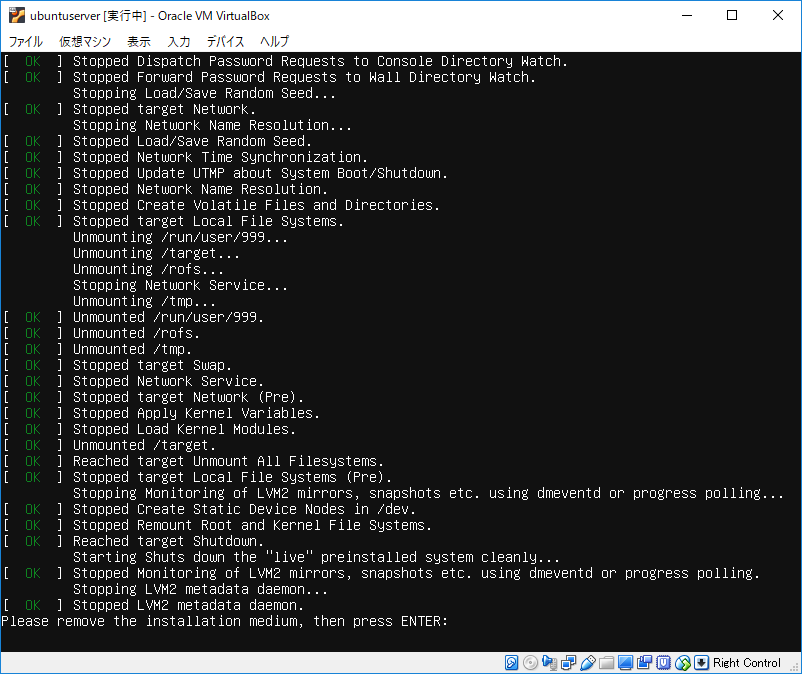 ubuntuserver [実行中] - Oracle VM VirtualBox
ファイル 仮想マシン 表示 入力 デバイス ヘルプ
[  OK  ] Stopped Dispatch Password Requests to Console Directory Watch.
[  OK  ] Stopped Forward Password Requests to Wall Directory Watch.
Stopping Load/Save Random Seed...
[  OK  ] Stopped target Network.
Stopping Network Name Resolution...
[  OK  ] Stopped Load/Save Random Seed.
[  OK  ] Stopped Network Time Synchronization.
[  OK  ] Stopped Update UTMP about System Boot/Shutdown.
[  OK  ] Stopped Network Name Resolution.
[  OK  ] Stopped Create Volatile Files and Directories.
[  OK  ] Stopped target Local File Systems.
Unmounting /run/user/999...
Unmounting /target...
Unmounting /rofs...
Stopping Network Service...
Unmounting /tmp...
[  OK  ] Unmounted /run/user/999.
[  OK  ] Unmounted /rofs.
[  OK  ] Unmounted /tmp.
[  OK  ] Stopped target Swap.
[  OK  ] Stopped Network Service.
[  OK  ] Stopped target Network (Pre).
[  OK  ] Stopped Apply Kernel Variables.
[  OK  ] Stopped Load Kernel Modules.
[  OK  ] Unmounted /target.
[  OK  ] Reached target Unmount All Filesystems.
[  OK  ] Stopped target Local File Systems (Pre).
Stopping Monitoring of LVM2 mirrors, snapshots etc. using dmeventd or progress polling...
[  OK  ] Stopped Create Static Device Nodes in /dev.
[  OK  ] Stopped Remount Root and Kernel File Systems.
[  OK  ] Reached target Shutdown.
Starting Shuts down the "live" preinstalled system cleanly...
[  OK  ] Stopped Monitoring of LVM2 mirrors, snapshots etc. using dmeventd or progress polling.
Stopping LVM2 metadata daemon...
[  OK  ] Stopped LVM2 metadata daemon.
Please remove the installation medium, then press ENTER:
Right Control